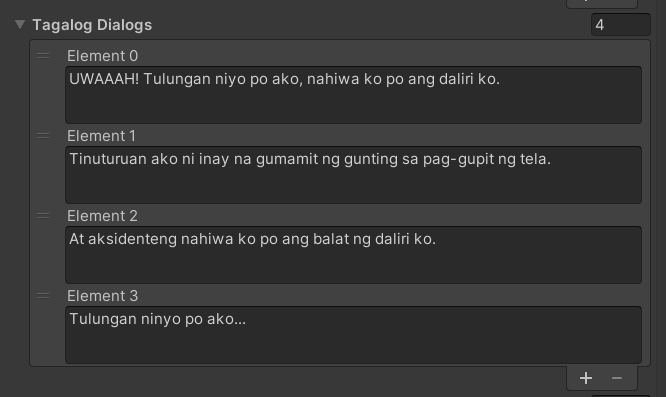 Tagalog Dialogs
4
Element 0
UWAAAH! Tulungan niyo po ako, nahiwa ko po ang daliri ko.
Element 1
Tinuturuan ako ni inay na gumamit ng gunting sa pag-gupit ng tela.
Element 2
At aksidenteng nahiwa ko po ang balat ng daliri ko.
Element 3
Tulungan ninyo po ako...